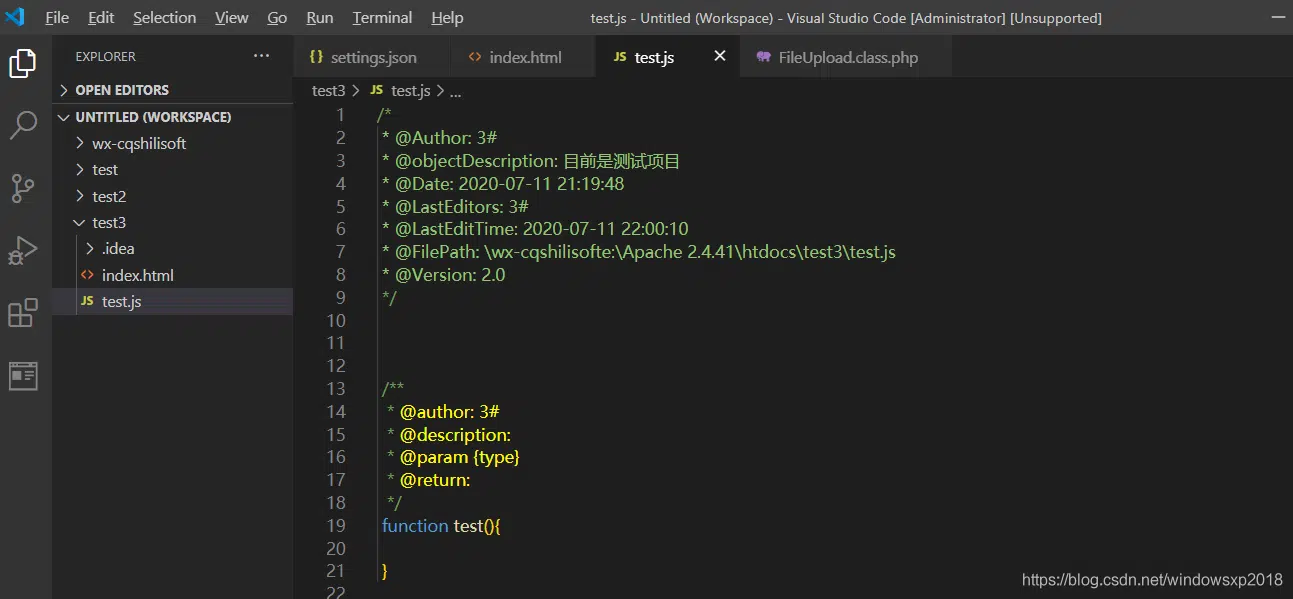 File Edit Selection View Go Run Terminal Help test.js - Untitled (Workspace) - Visual Studio Code [Administrator] [Unsupported]
EXPLORER ...
OPEN EDITORS
UNTITLED (WORKSPACE)
wx-cqshilisoft
test
test2
test3
.idea
index.html
JS test.js
{} settings.json <> index.html JS test.js × FileUpload.class.php
test3 > JS test.js > ...
1 /*
2 * @Author: 3#
3 * @objectDescription: 目前是测试项目
4 * @Date: 2020-07-11 21:19:48
5 * @LastEditors: 3#
6 * @LastEditTime: 2020-07-11 22:00:10
7 * @FilePath: \wx-cqshilisofte:\Apache 2.4.41\htdocs\test3\test.js
8 * @Version: 2.0
9 */
10
11
12
13 /**
14 * @author: 3#
15 * @description:
16 * @param {type}
17 * @return:
18 */
19 function test(){
20
21 }
22
https://blog.csdn.net/windowsxp2018